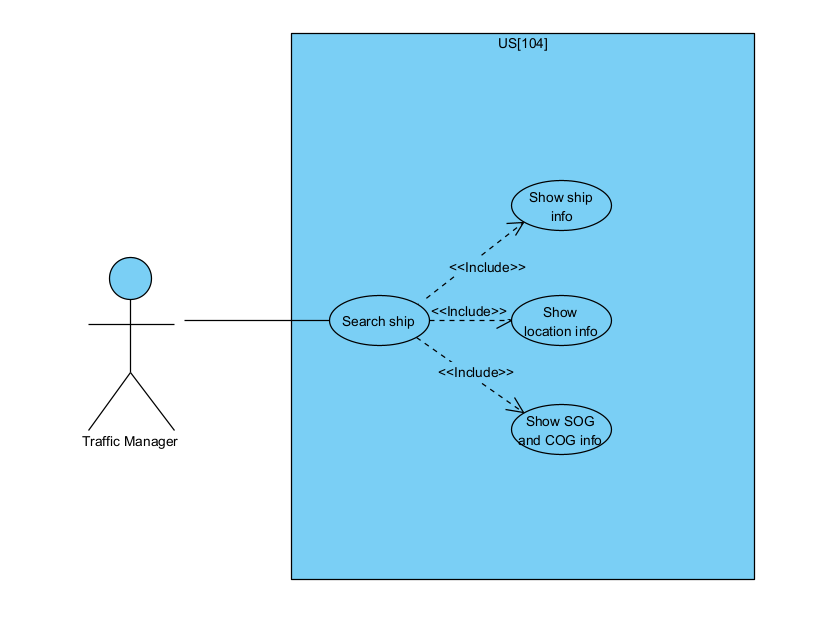 US[104]
Show ship
info
<<Include>>
<<Include>>
Show
location info
Search ship
<<Include>>
Show SOG
and COG info
Traffic Manager